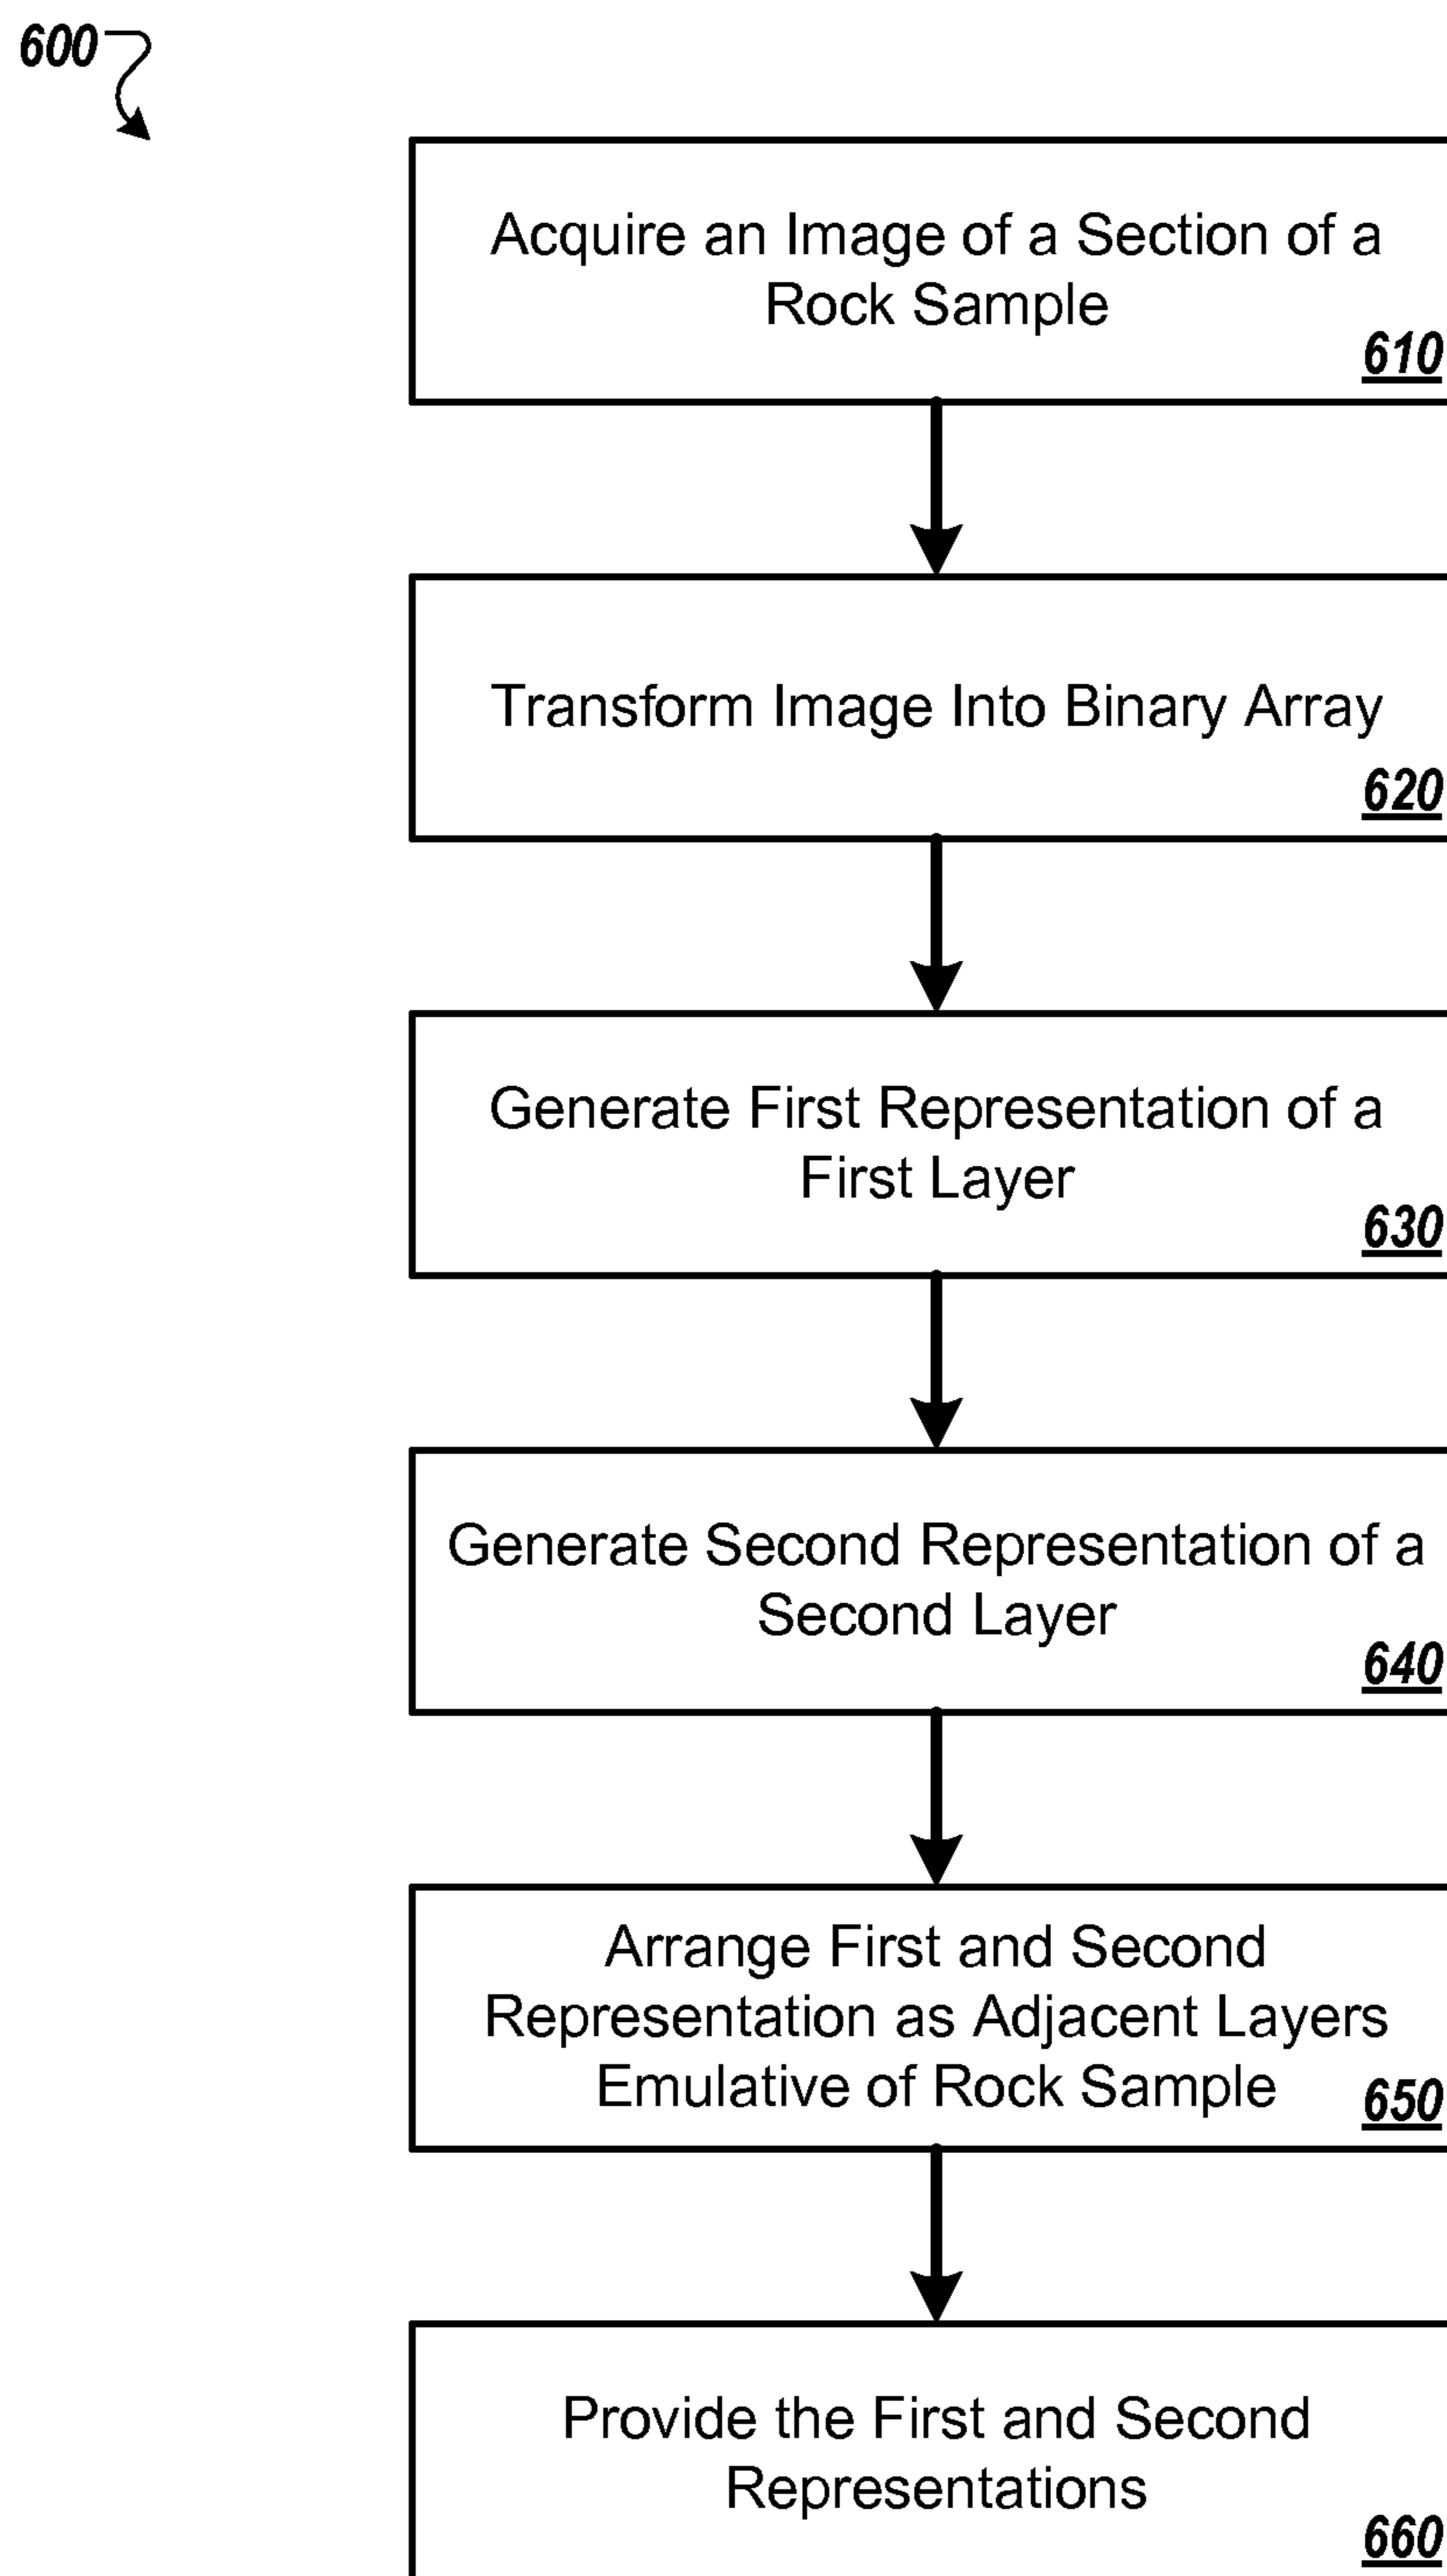 600
Acquire an Image of a Section of a
Rock Sample
610
Transform Image Into Binary Array
620
Generate First Representation of a
First Layer
630
Generate Second Representation of a
Second Layer
640
Arrange First and Second
Representation as Adjacent Layers
Emulative of Rock Sample
650
Provide the First and Second
Representations
660